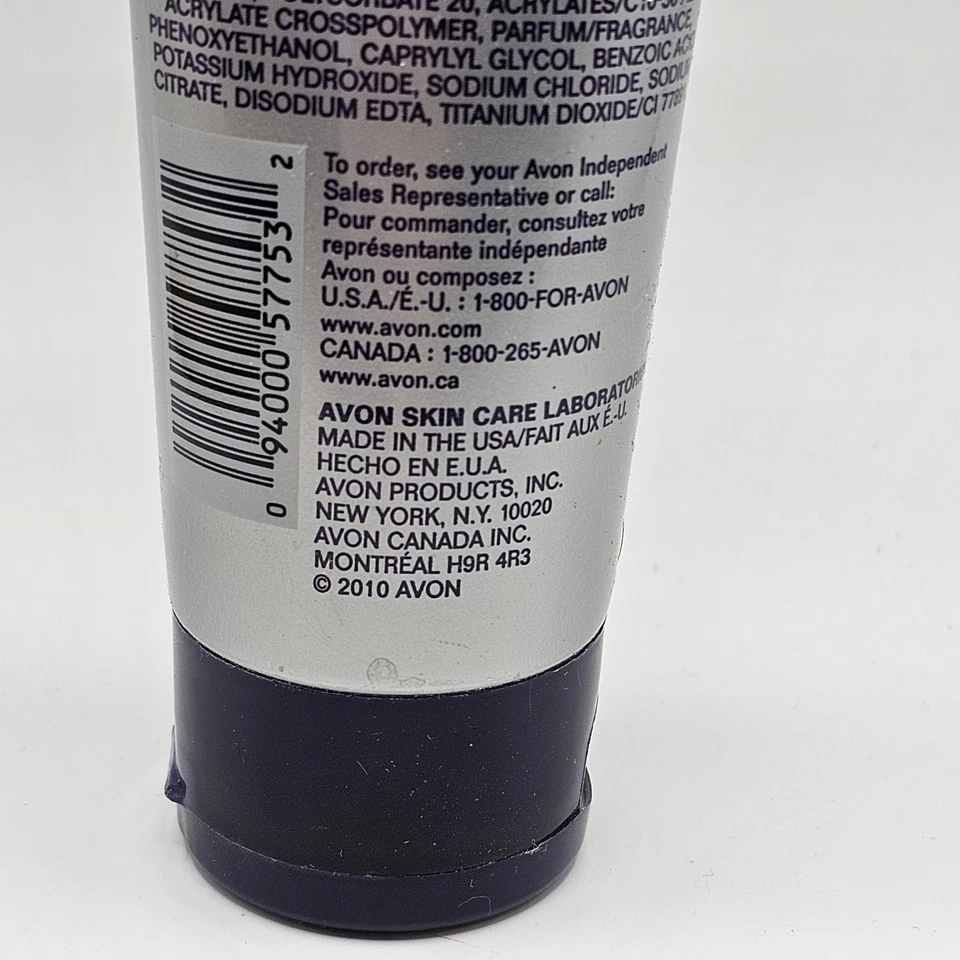 20, ACRYLATES/C10-30
ACRYLATE CROSSPOLYMER, PARFUM/FRAGRANCE,
PHENOXYETHANOL, CAPRYLYL GLYCOL, BENZOIC
POTASSIUM HYDROXIDE, SODIUM CHLORIDE,
CITRATE, DISODIUM EDTA, TITANIUM DIOXIDE/CI
0 94000 57753 2
To order, see your Avon Independent
Sales Representative or call:
Pour commander, consultez votre
représentante indépendante
Avon ou composez :
U.S.A./É.-U. : 1-800-FOR-AVON
www.avon.com
CANADA : 1-800-265-AVON
www.avon.ca
AVON SKIN CARE
MADE IN THE USA/FAIT AUX É.-U.
HECHO EN E.U.A.
AVON PRODUCTS, INC.
NEW YORK, N.Y. 10020
AVON CANADA INC.
MONTRÉAL H9R 4R3
© 2010 AVON